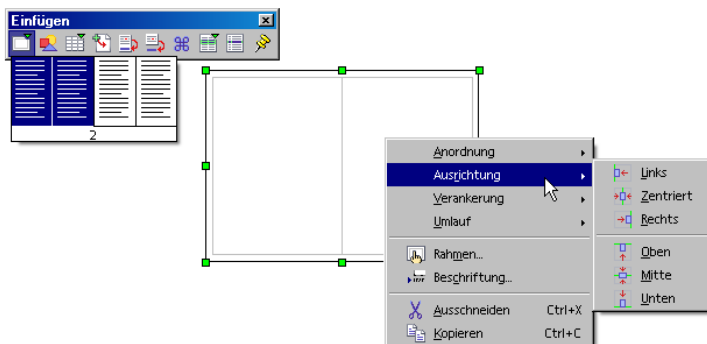 Einfügen
2
Anordnung
Ausrichtung
Verankerung
Umlauf
Rahmen...
Beschriftung...
Ausschneiden Ctrl+X
Kopieren Ctrl+C
Links
Zentriert
Rechts
Oben
Mitte
Unten